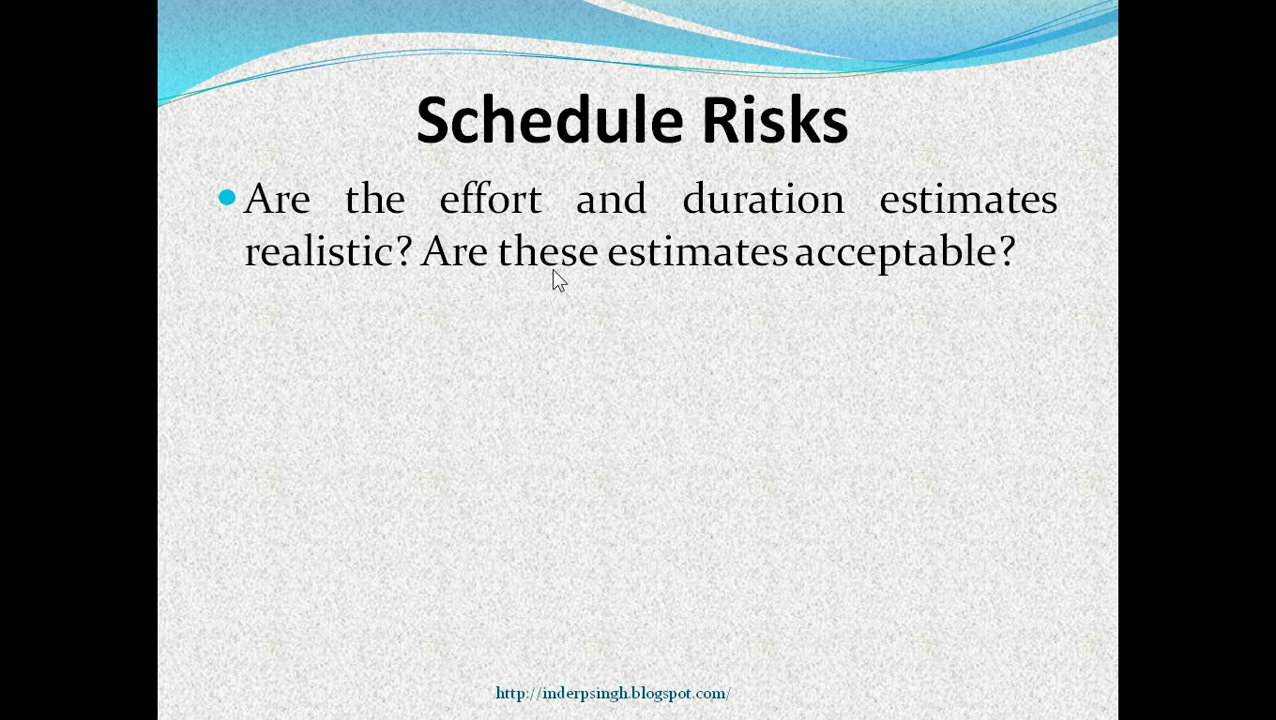 Schedule Risks
Are the effort and duration estimates
realistic? Are these estimates acceptable?
http://inderpsingh.blogspot.com/